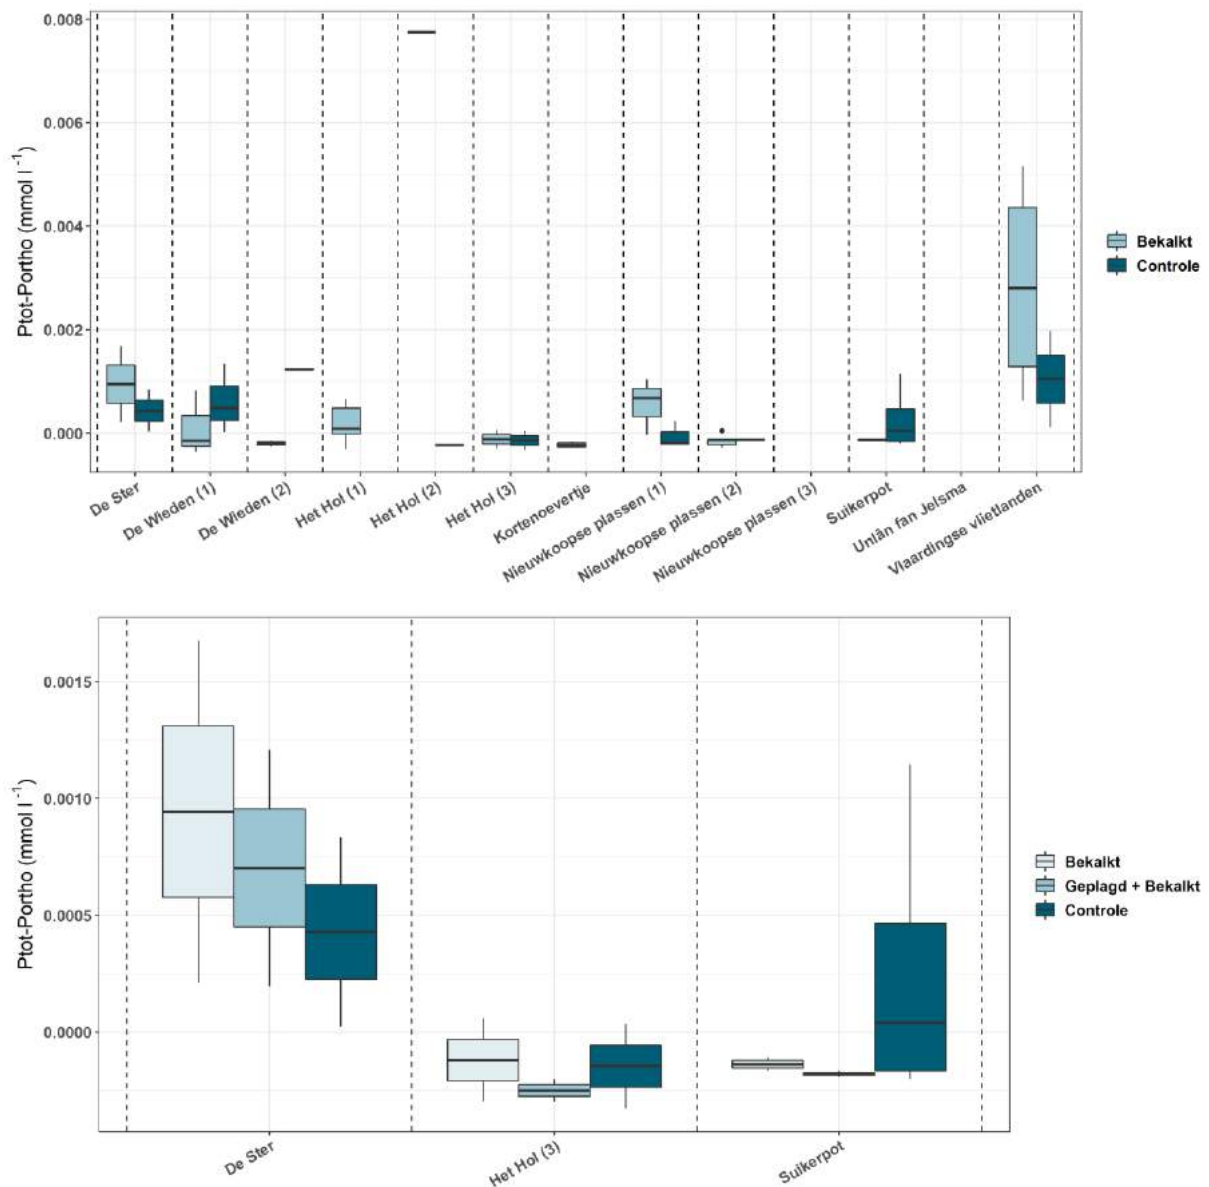 0.008
0.006
0.004
0.002
0.000
Ptot-Portho (mmol l⁻¹)
Bekalkt
Controle
De Ster
De Wieden (1)
De Wieden (2)
Het Hol (1)
Het Hol (2)
Het Hol (3)
Kortenoevertje
Nieuwkoopse plassen (1)
Nieuwkoopse plassen (2)
Nieuwkoopse plassen (3)
Suikerpot
Unlân fan Jelsma
Vlaardingse vlietlanden
0.0015
0.0010
0.0005
0.0000
Ptot-Portho (mmol l⁻¹)
Bekalkt
Geplagd + Bekalkt
Controle
De Ster
Het Hol (3)
Suikerpot